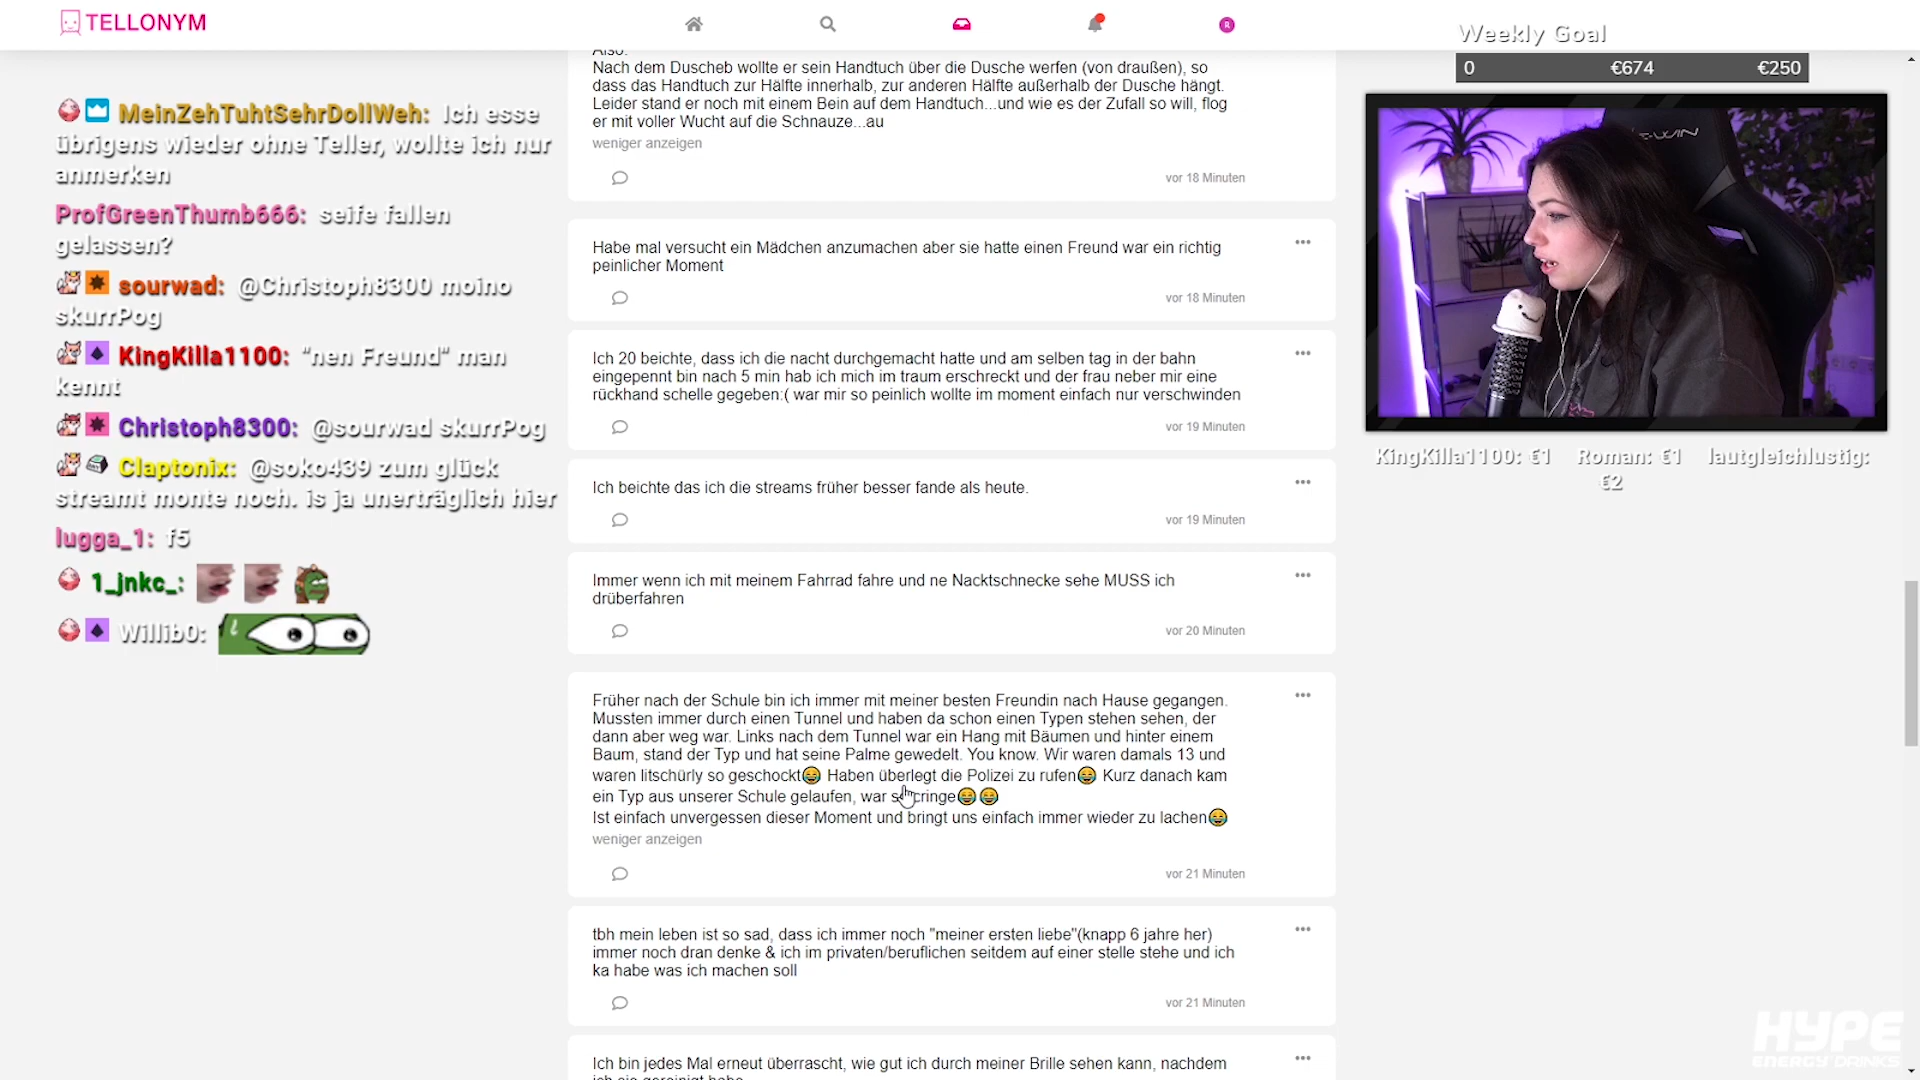 TELLONYM
R
Weekly Goal
0 €674 €250
MeinZehTuhtSehrDollWeh: Ich esse
übrigens wieder ohne Teller, wollte ich nur
anmerken
ProfGreenThumb666: seife fallen
gelassen?
sourwad: @Christoph8300 moino
skurrPog
KingKilla1100: "nen Freund" man
kennt
Christoph8300: @sourwad skurrPog
Claptonix: @soko439 zum glück
streamt monte noch. is ja unerträglich hier
lugga_1: f5
1_jnkc_:
Willib0:
Also:
Nach dem Duscheb wollte er sein Handtuch über die Dusche werfen (von draußen), so
dass das Handtuch zur Hälfte innerhalb, zur anderen Hälfte außerhalb der Dusche hängt.
Leider stand er noch mit einem Bein auf dem Handtuch...und wie es der Zufall so will, flog
er mit voller Wucht auf die Schnauze...au
weniger anzeigen
vor 18 Minuten
Habe mal versucht ein Mädchen anzumachen aber sie hatte einen Freund war ein richtig
peinlicher Moment
vor 18 Minuten
Ich 20 beichte, dass ich die nacht durchgemacht hatte und am selben tag in der bahn
eingepennt bin nach 5 min hab ich mich im traum erschreckt und der frau neber mir eine
rückhand schelle gegeben:( war mir so peinlich wollte im moment einfach nur verschwinden
vor 19 Minuten
Ich beichte das ich die streams früher besser fande als heute.
vor 19 Minuten
Immer wenn ich mit meinem Fahrrad fahre und ne Nacktschnecke sehe MUSS ich
drüberfahren
vor 20 Minuten
Früher nach der Schule bin ich immer mit meiner besten Freundin nach Hause gegangen.
Mussten immer durch einen Tunnel und haben da schon einen Typen stehen sehen, der
dann aber weg war. Links nach dem Tunnel war ein Hang mit Bäumen und hinter einem
Baum, stand der Typ und hat seine Palme gewedelt. You know. Wir waren damals 13 und
waren litschürly so geschockt😂 Haben überlegt die Polizei zu rufen😂 Kurz danach kam
ein Typ aus unserer Schule gelaufen, war so cringe😂😂
Ist einfach unvergessen dieser Moment und bringt uns einfach immer wieder zu lachen😂
weniger anzeigen
vor 21 Minuten
tbh mein leben ist so sad, dass ich immer noch "meiner ersten liebe"(knapp 6 jahre her)
immer noch dran denke & ich im privaten/beruflichen seitdem auf einer stelle stehe und ich
ka habe was ich machen soll
vor 21 Minuten
Ich bin jedes Mal erneut überrascht, wie gut ich durch meiner Brille sehen kann, nachdem
KingKilla1100: €1 Roman: €1 lautgleichlustig:
€2
HYPE
ENERGY DRINKS